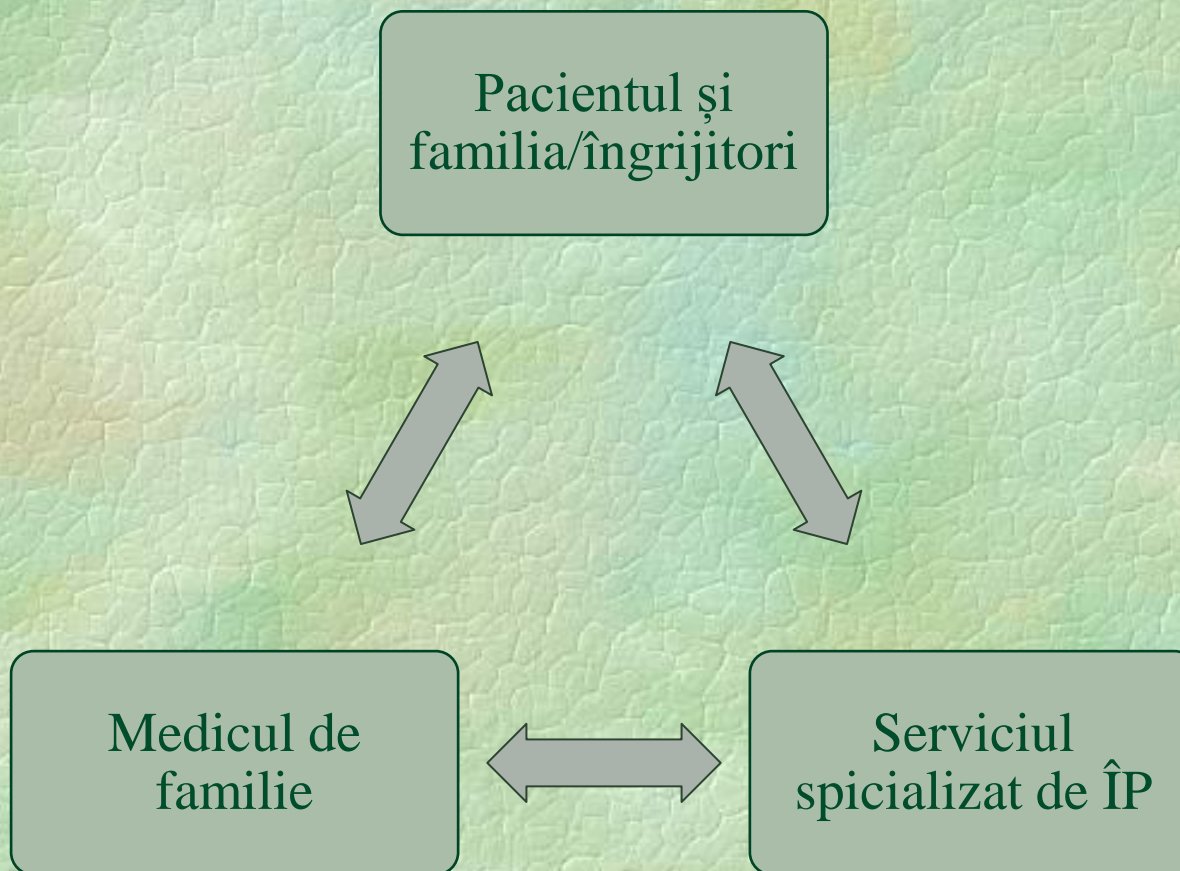 Pacientul și
familia/îngrijitori
Medicul de
familie
Serviciul
spicializat de ÎP